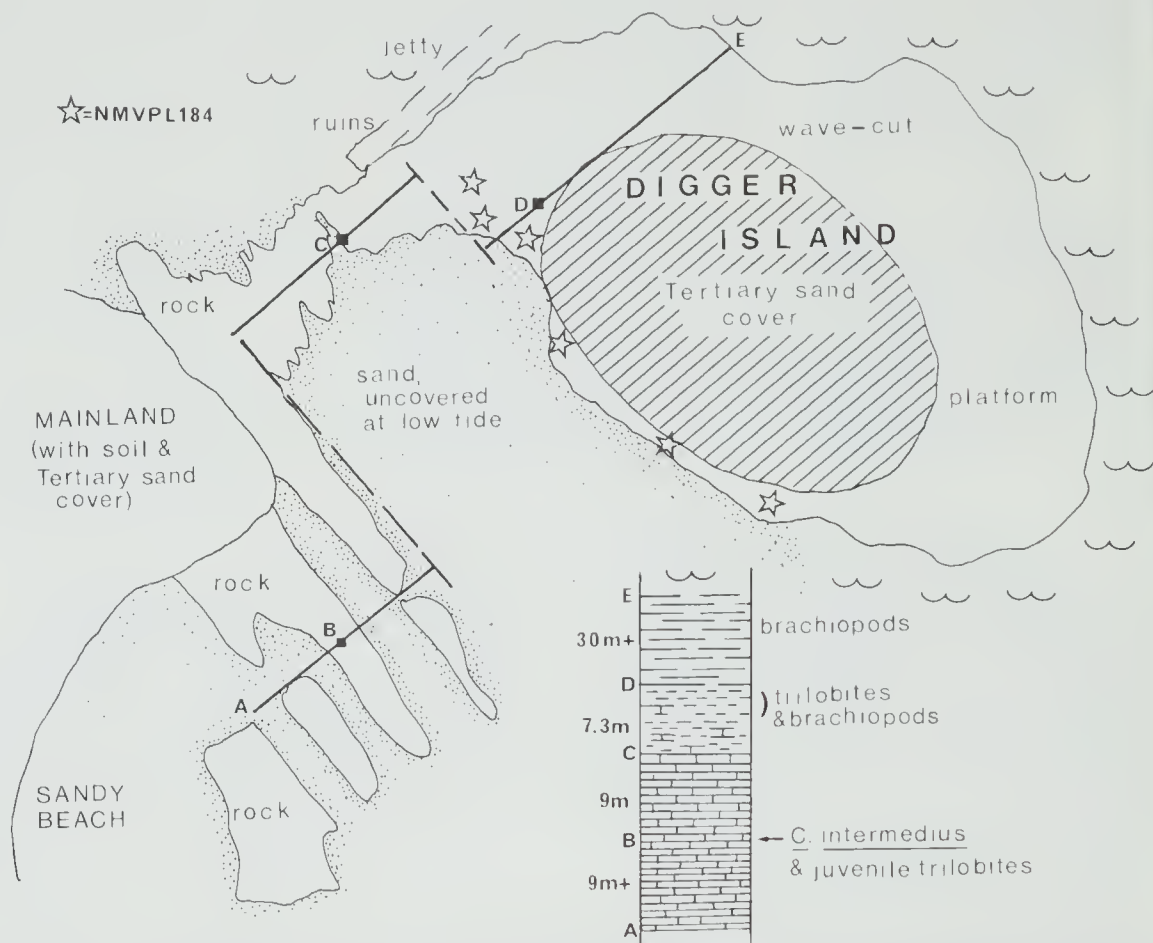 Jetty
E
☆=NMVPL184
ruins
wave-cut
D
DIGGER
ISLAND
C
Tertiary sand
cover
rock
sand,
uncovered
at low tide
platform
MAINLAND
(with soil &
Tertiary sand
cover)
rock
B
A
SANDY
BEACH
rock
E
brachiopods
30m+
D
trilobites
& brachiopods
7.3m
C
9m
B
C. intermedius
& juvenile trilobites
9m+
A